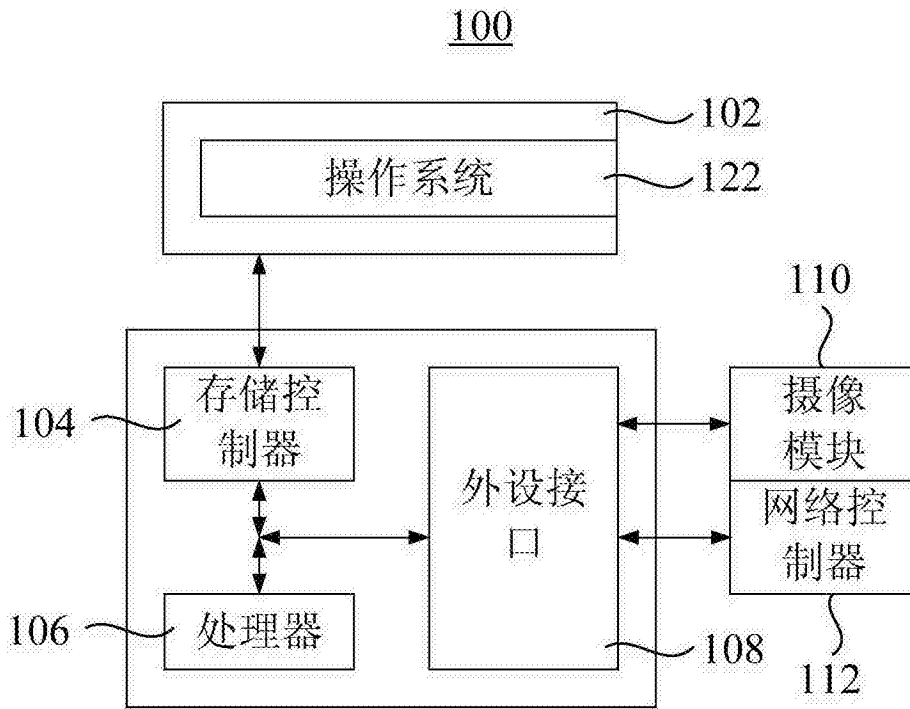 100
102
操作系统
122
110
存储控
制器
104
摄像
模块
外设接
口
网络控
制器
106
处理器
108
112